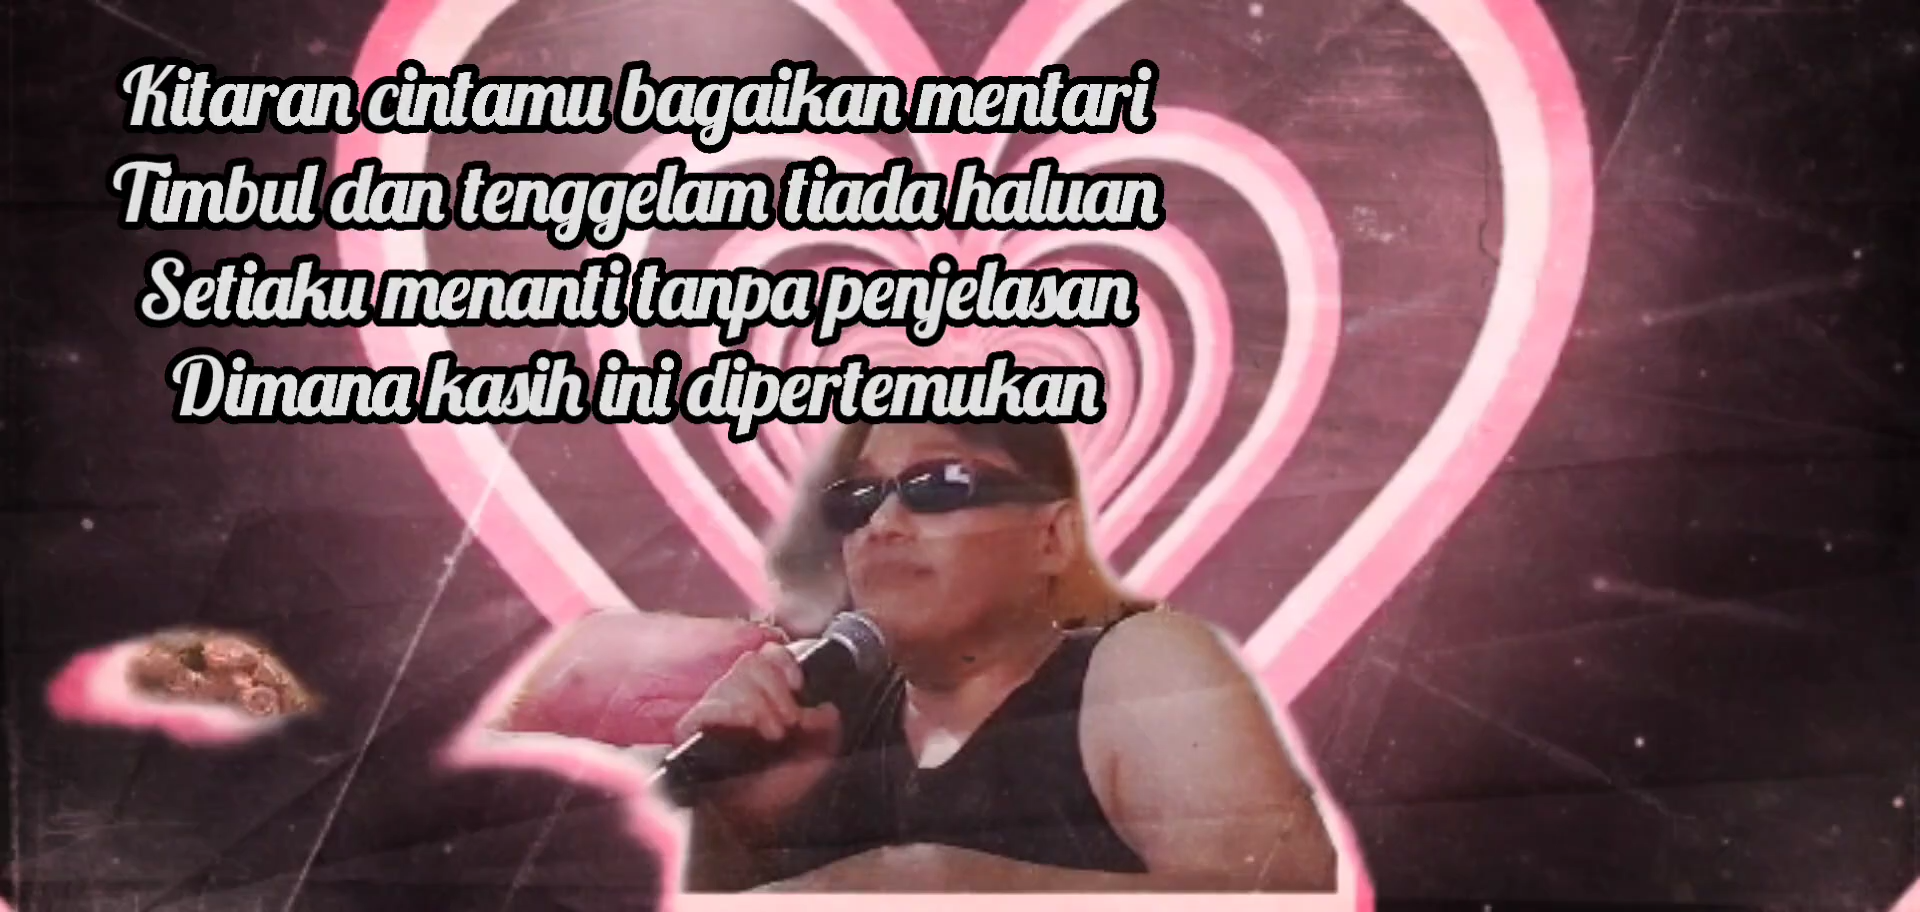 Kitaran cintamu bagaikan mentari
Timbul dan tenggelam tiada haluan
Setiaku menanti tanpa penjelasan
Dimana kasih ini dipertemukan